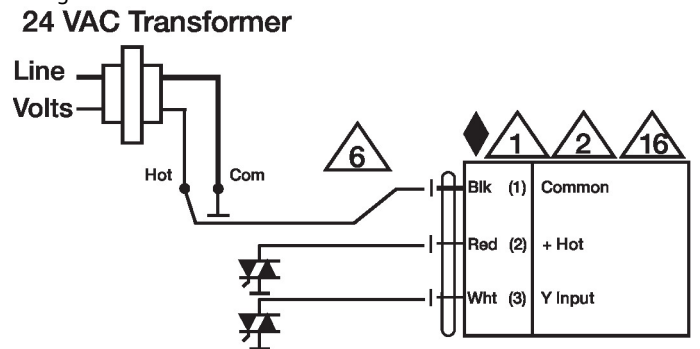 24 VAC Transformer
Line
Volts
Hot
Com
6
1
2
16
Blk (1) Common
Red (2) + Hot
Wht (3) Y Input